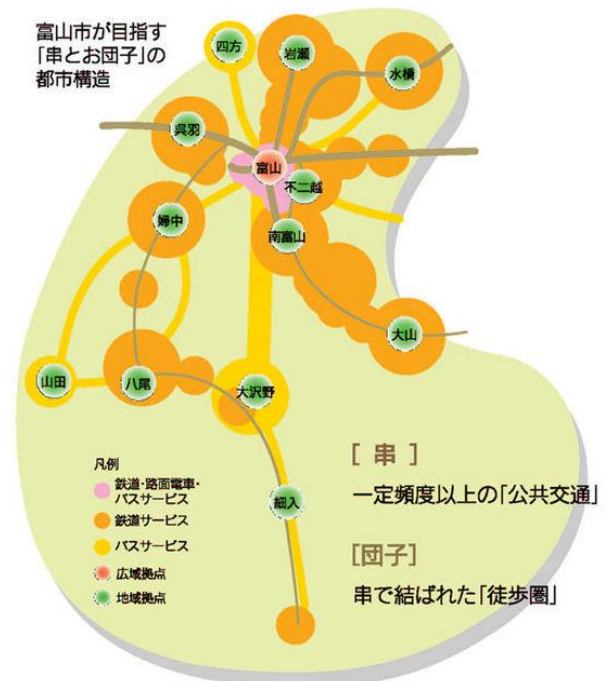 富山市が目指す
「串とお団子」の
都市構造
四方
岩瀬
水橋
呉羽
富山
不二越
婦中
南富山
大山
山田
八尾
大沢野
細入
凡例
鉄道・路面電車・
バスサービス
鉄道サービス
バスサービス
広域拠点
地域拠点
[ 串 ]
一定頻度以上の「公共交通」
[団子]
串で結ばれた「徒歩圏」